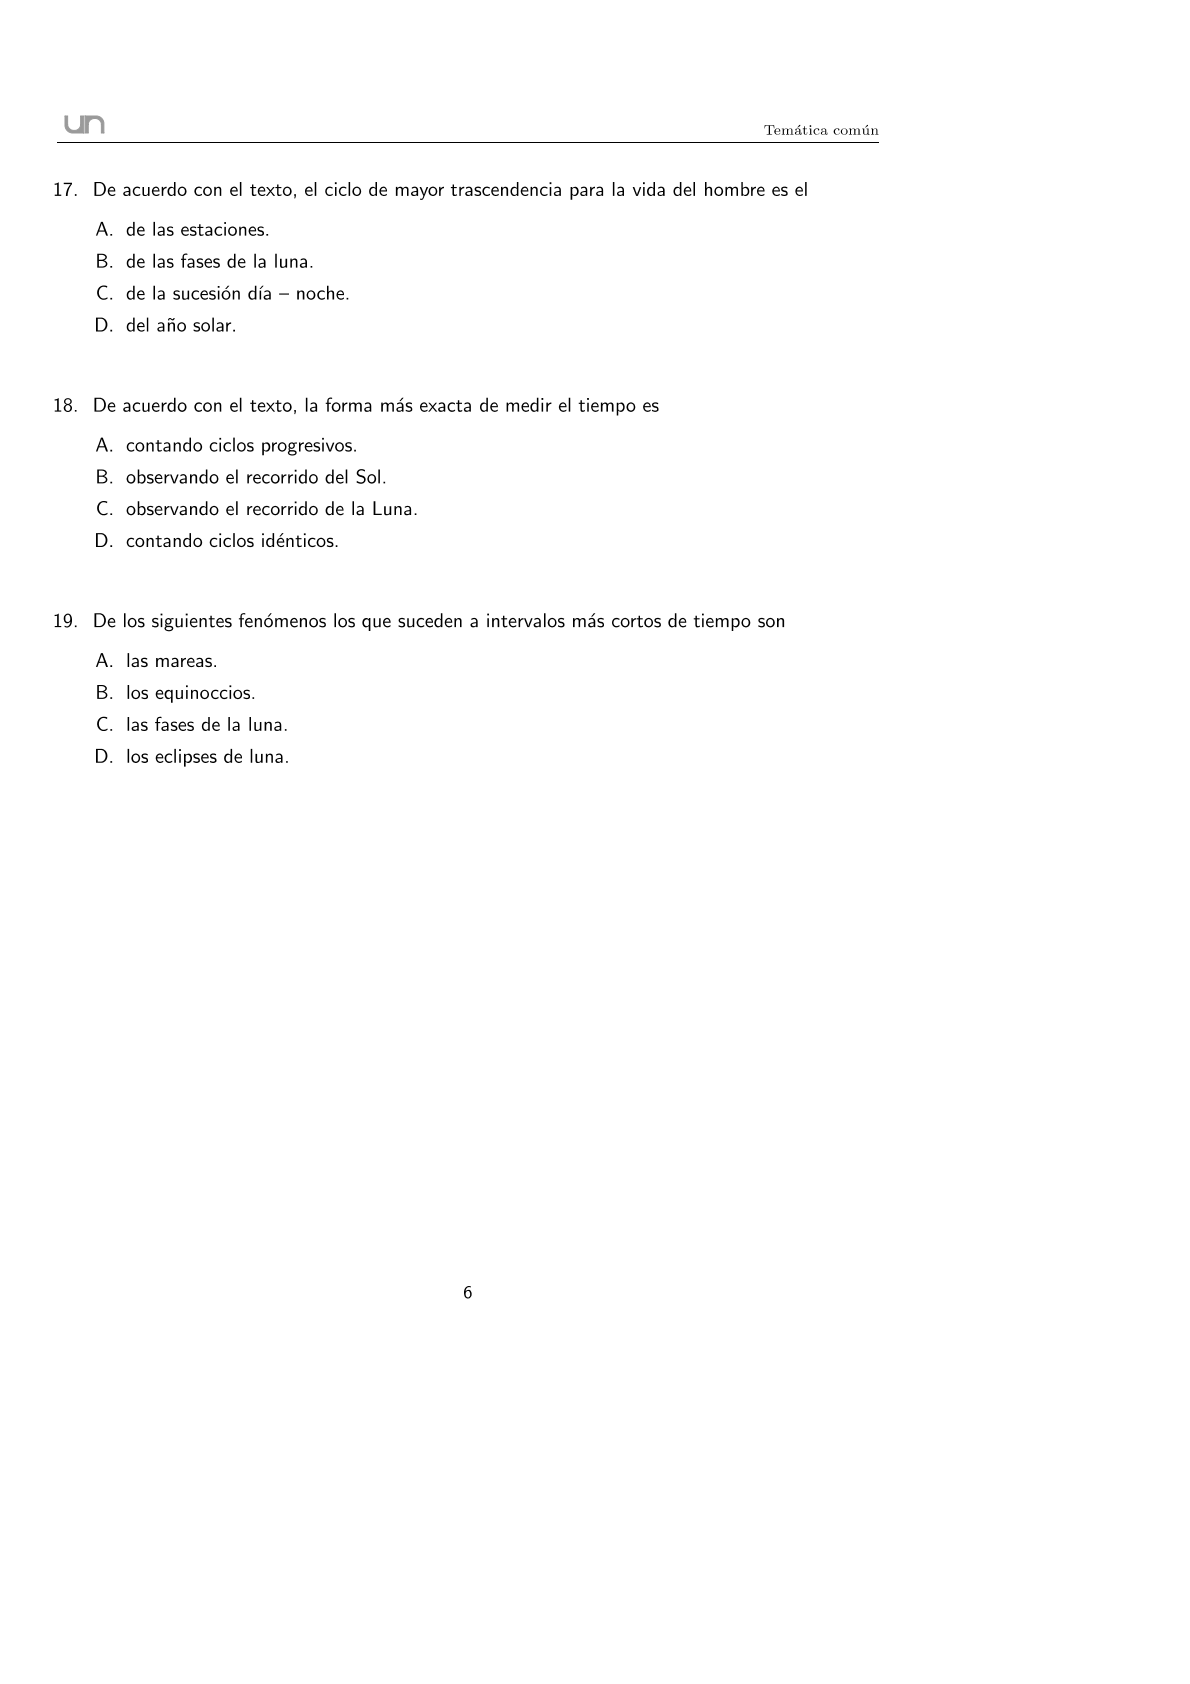 un
Temática común
17. De acuerdo con el texto, el ciclo de mayor trascendencia para la vida del hombre es el
A. de las estaciones.
B. de las fases de la luna.
C. de la sucesión día – noche.
D. del año solar.
18. De acuerdo con el texto, la forma más exacta de medir el tiempo es
A. contando ciclos progresivos.
B. observando el recorrido del Sol.
C. observando el recorrido de la Luna.
D. contando ciclos idénticos.
19. De los siguientes fenómenos los que suceden a intervalos más cortos de tiempo son
A. las mareas.
B. los equinoccios.
C. las fases de la luna.
D. los eclipses de luna.
6